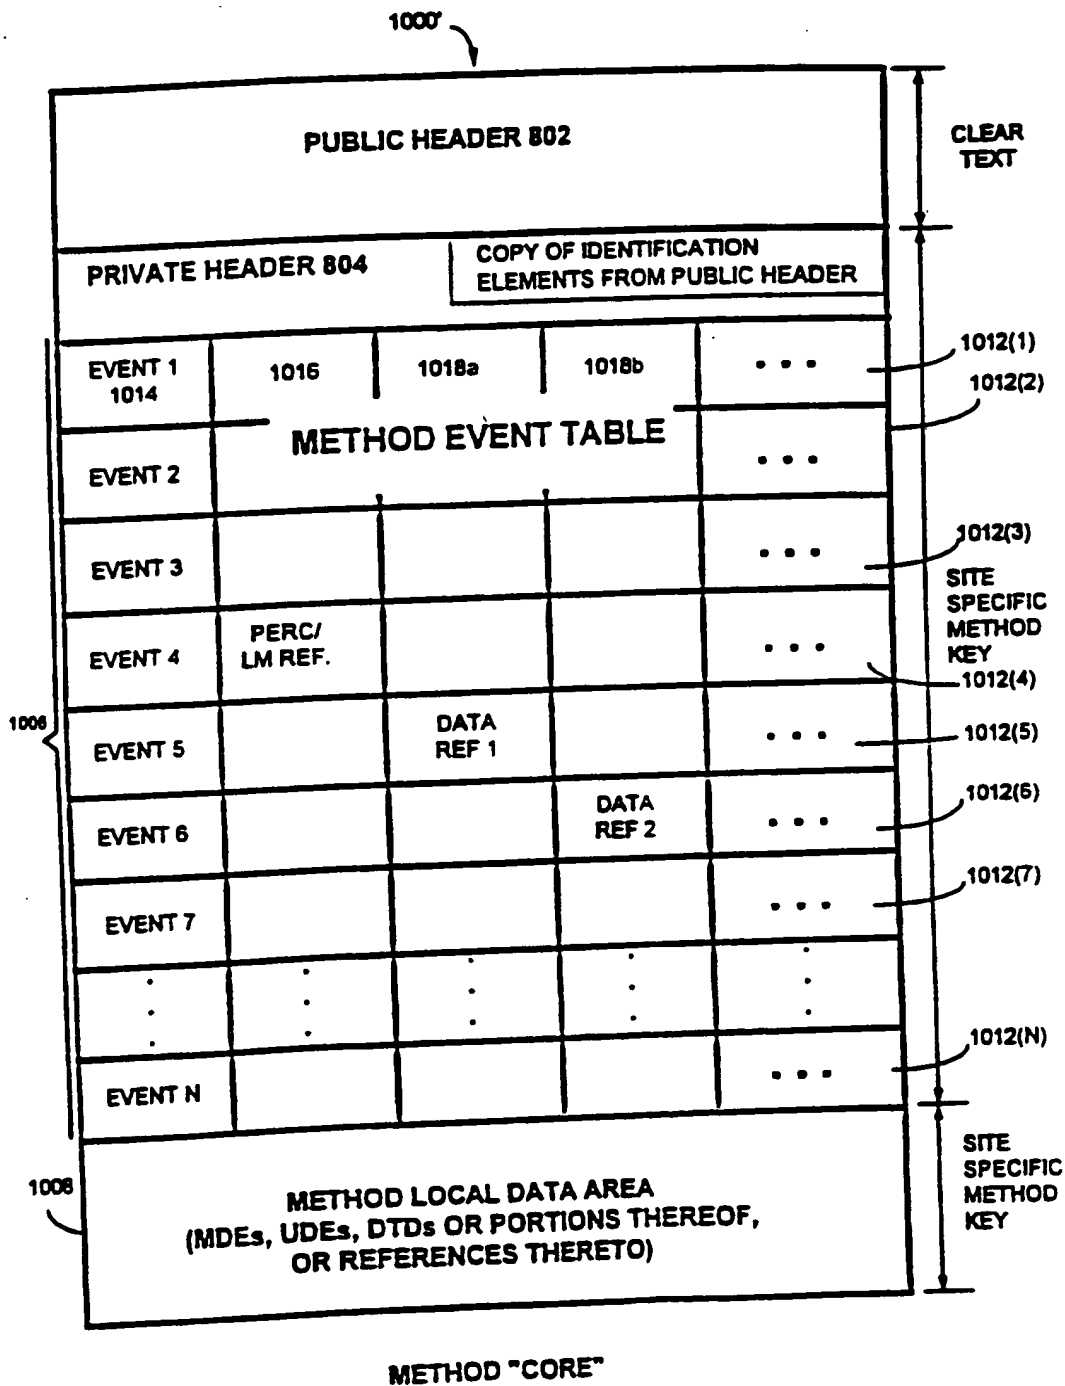 1000'
PUBLIC HEADER 802
CLEAR
TEXT
PRIVATE HEADER 804
COPY OF IDENTIFICATION
ELEMENTS FROM PUBLIC HEADER
EVENT 1
1014
1016
1018a
1018b
• • •
1012(1)
1012(2)
METHOD EVENT TABLE
EVENT 2
• • •
EVENT 3
• • •
1012(3)
SITE
SPECIFIC
METHOD
KEY
EVENT 4
PERC/
LM REF.
• • •
1012(4)
1006
EVENT 5
DATA
REF 1
• • •
1012(5)
EVENT 6
DATA
REF 2
• • •
1012(6)
EVENT 7
• • •
1012(7)
EVENT N
• • •
1012(N)
1008
METHOD LOCAL DATA AREA
(MDEs, UDEs, DTDs OR PORTIONS THEREOF,
OR REFERENCES THERETO)
SITE
SPECIFIC
METHOD
KEY
METHOD "CORE"